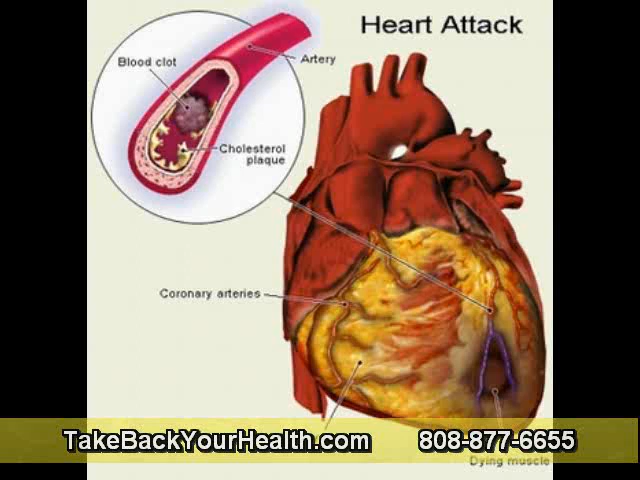 Heart Attack
Artery
Blood clot
Cholesterol
plaque
Coronary arteries
TakeBackYourHealth.com 808-877-6655
Dying muscle